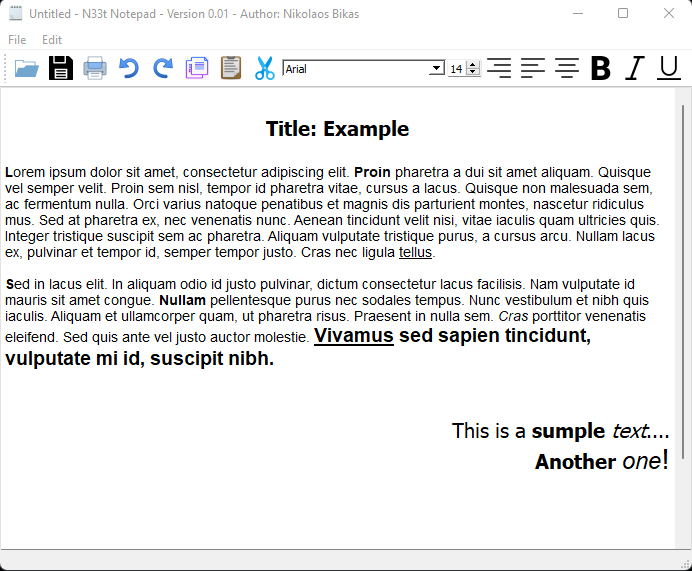 Untitled - N33t Notepad - Version 0.01 - Author: Nikolaos Bikas
File Edit
Arial 14 B I U
Title: Example
Lorem ipsum dolor sit amet, consectetur adipiscing elit. Proin pharetra a dui sit amet aliquam. Quisque
vel semper velit. Proin sem nisl, tempor id pharetra vitae, cursus a lacus. Quisque non malesuada sem,
ac fermentum nulla. Orci varius natoque penatibus et magnis dis parturient montes, nascetur ridiculus
mus. Sed at pharetra ex, nec venenatis nunc. Aenean tincidunt velit nisi, vitae iaculis quam ultricies quis.
Integer tristique suscipit sem ac pharetra. Aliquam vulputate tristique purus, a cursus arcu. Nullam lacus
ex, pulvinar et tempor id, semper tempor justo. Cras nec ligula tellus.
Sed in lacus elit. In aliquam odio id justo pulvinar, dictum consectetur lacus facilisis. Nam vulputate id
mauris sit amet congue. Nullam pellentesque purus nec sodales tempus. Nunc vestibulum et nibh quis
iaculis. Aliquam et ullamcorper quam, ut pharetra risus. Praesent in nulla sem. Cras porttitor venenatis
eleifend. Sed quis ante vel justo auctor molestie. Vivamus sed sapien tincidunt,
vulputate mi id, suscipit nibh.
This is a sumple text....
Another one!